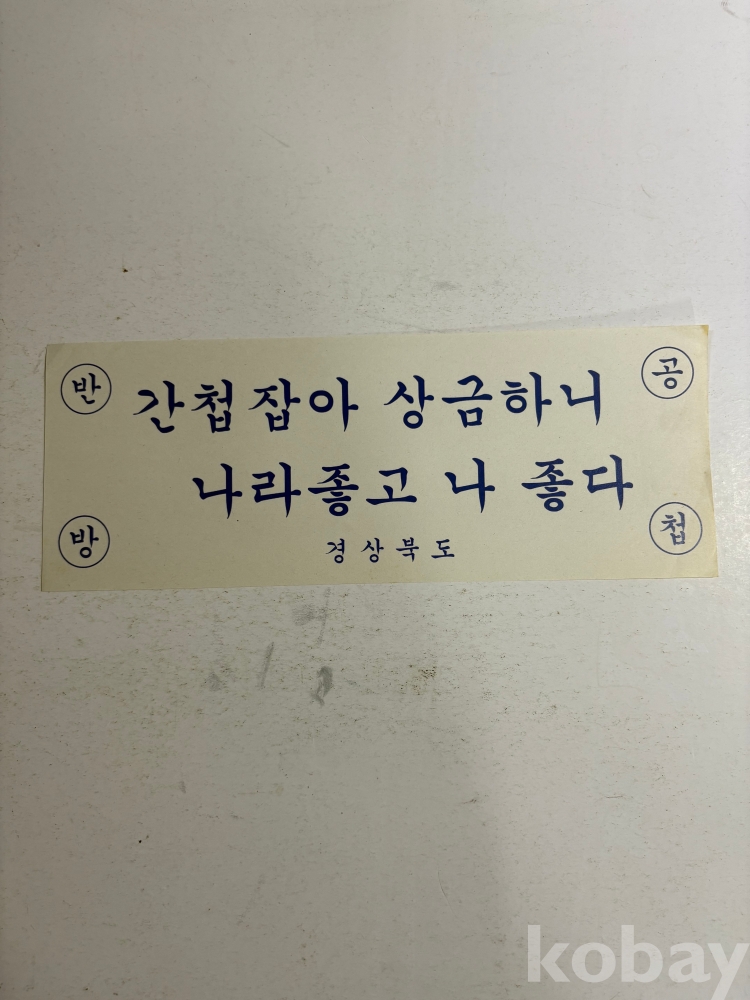 반 공
간첩잡아 상금하니
나라좋고 나 좋다
방 첩
경상북도
kobay